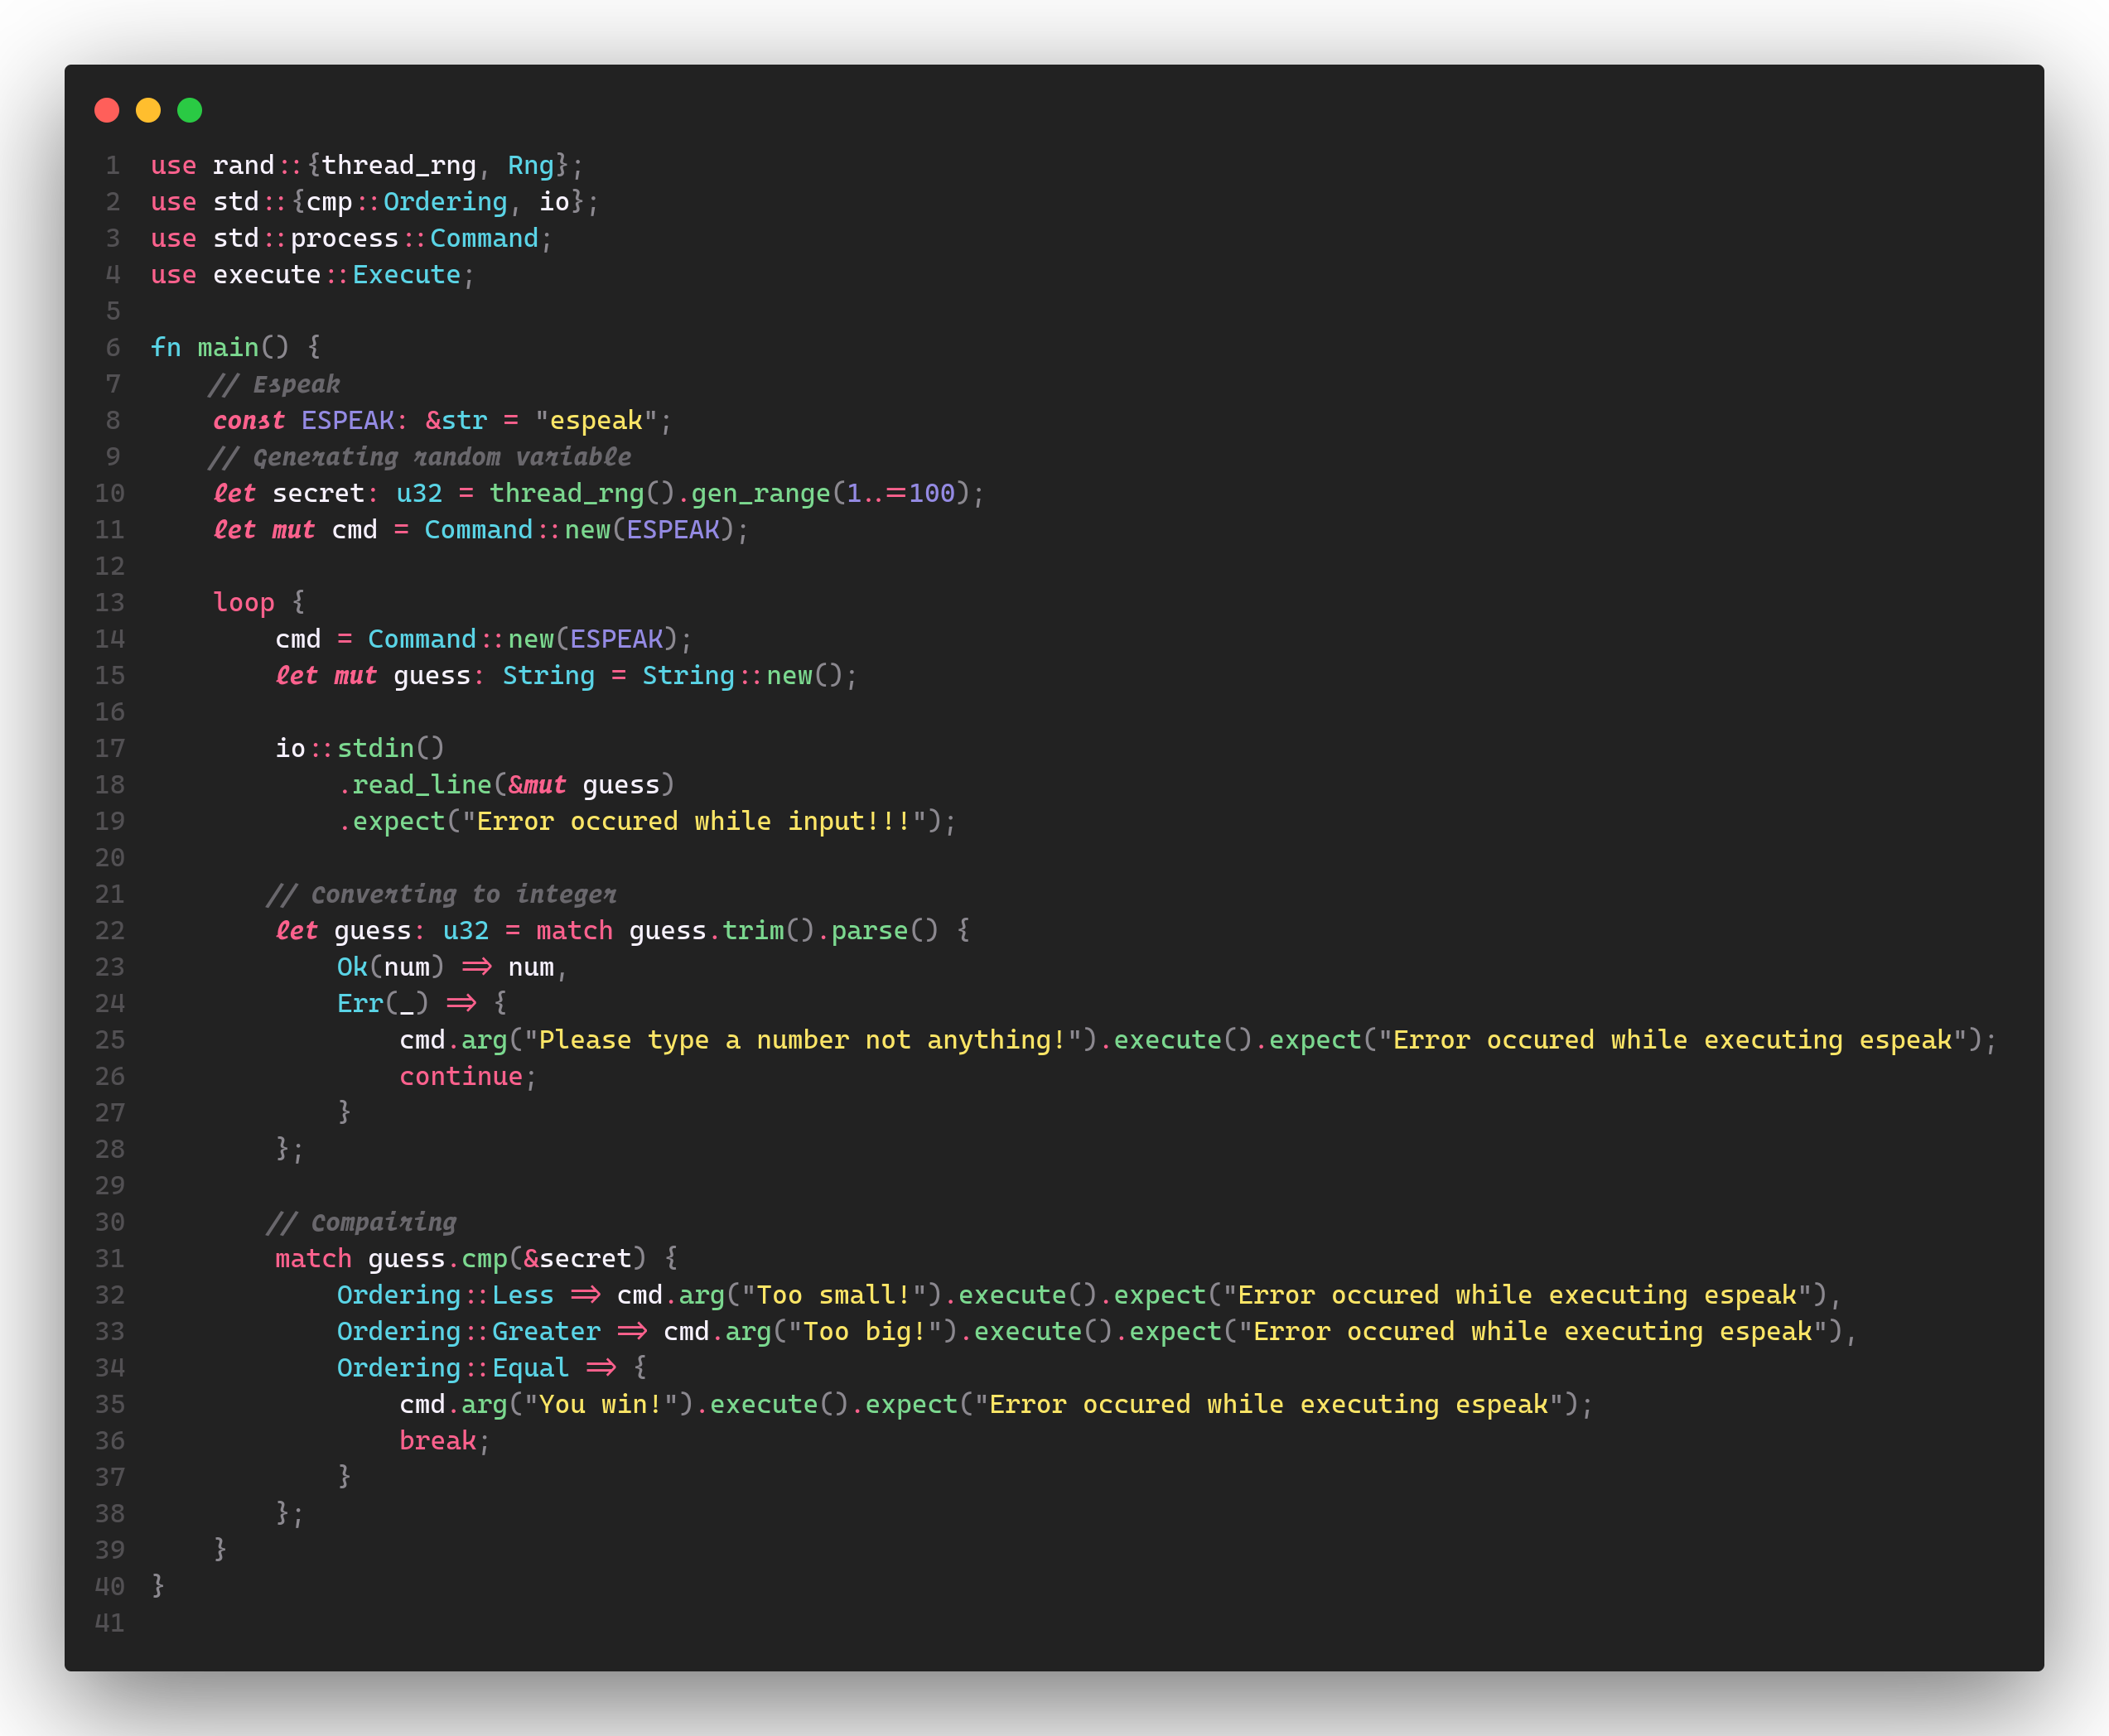 1 use rand::{thread_rng, Rng};
2 use std::{cmp::Ordering, io};
3 use std::process::Command;
4 use execute::Execute;
5
6 fn main() {
7     // Espeak
8     const ESPEAK: &str = "espeak";
9     // Generating random variable
10     let secret: u32 = thread_rng().gen_range(1..=100);
11     let mut cmd = Command::new(ESPEAK);
12
13     loop {
14         cmd = Command::new(ESPEAK);
15         let mut guess: String = String::new();
16
17         io::stdin()
18             .read_line(&mut guess)
19             .expect("Error occured while input!!!");
20
21         // Converting to integer
22         let guess: u32 = match guess.trim().parse() {
23             Ok(num) => num,
24             Err(_) => {
25                 cmd.arg("Please type a number not anything!").execute().expect("Error occured while executing espeak");
26                 continue;
27             }
28         };
29
30         // Compairing
31         match guess.cmp(&secret) {
32             Ordering::Less => cmd.arg("Too small!").execute().expect("Error occured while executing espeak"),
33             Ordering::Greater => cmd.arg("Too big!").execute().expect("Error occured while executing espeak"),
34             Ordering::Equal => {
35                 cmd.arg("You win!").execute().expect("Error occured while executing espeak");
36                 break;
37             }
38         };
39     }
40 }
41